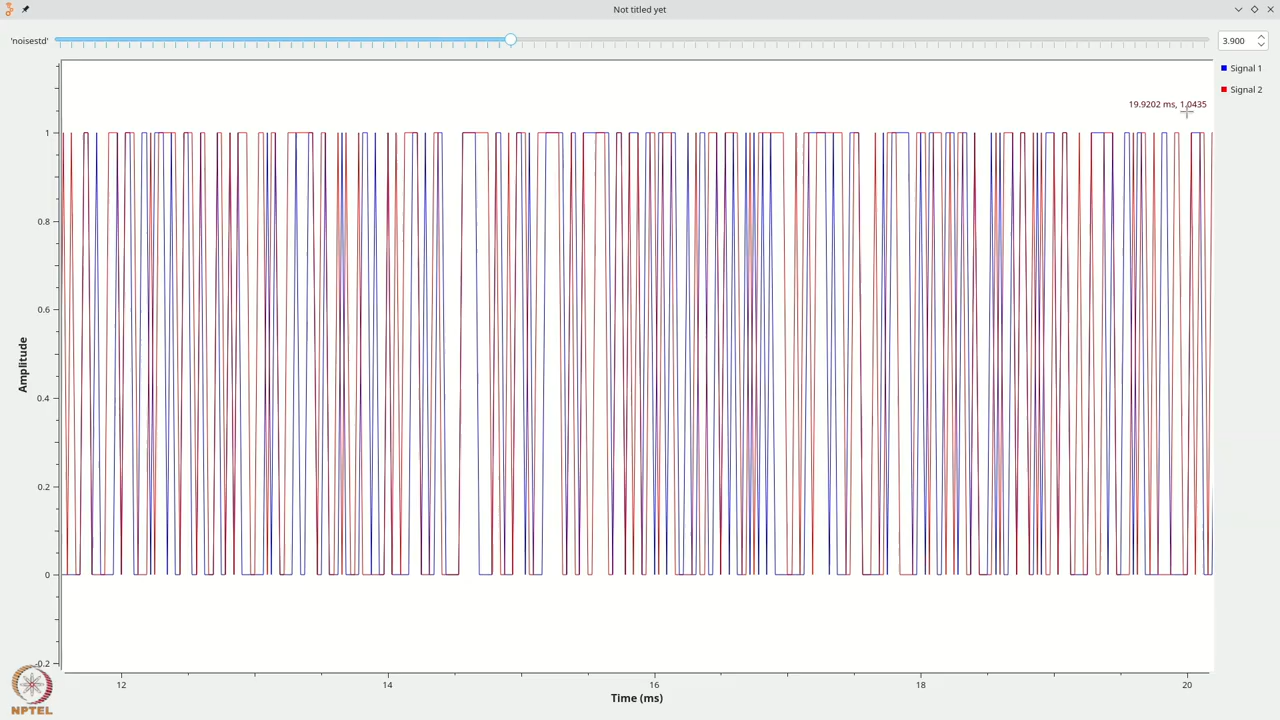 Not titled yet
'noisestd'
3.900
Signal 1
Signal 2
19.9202 ms, 1.0435
1
0.8
0.6
0.4
0.2
0
-0.2
Amplitude
12
14
16
18
20
Time (ms)
NPTEL